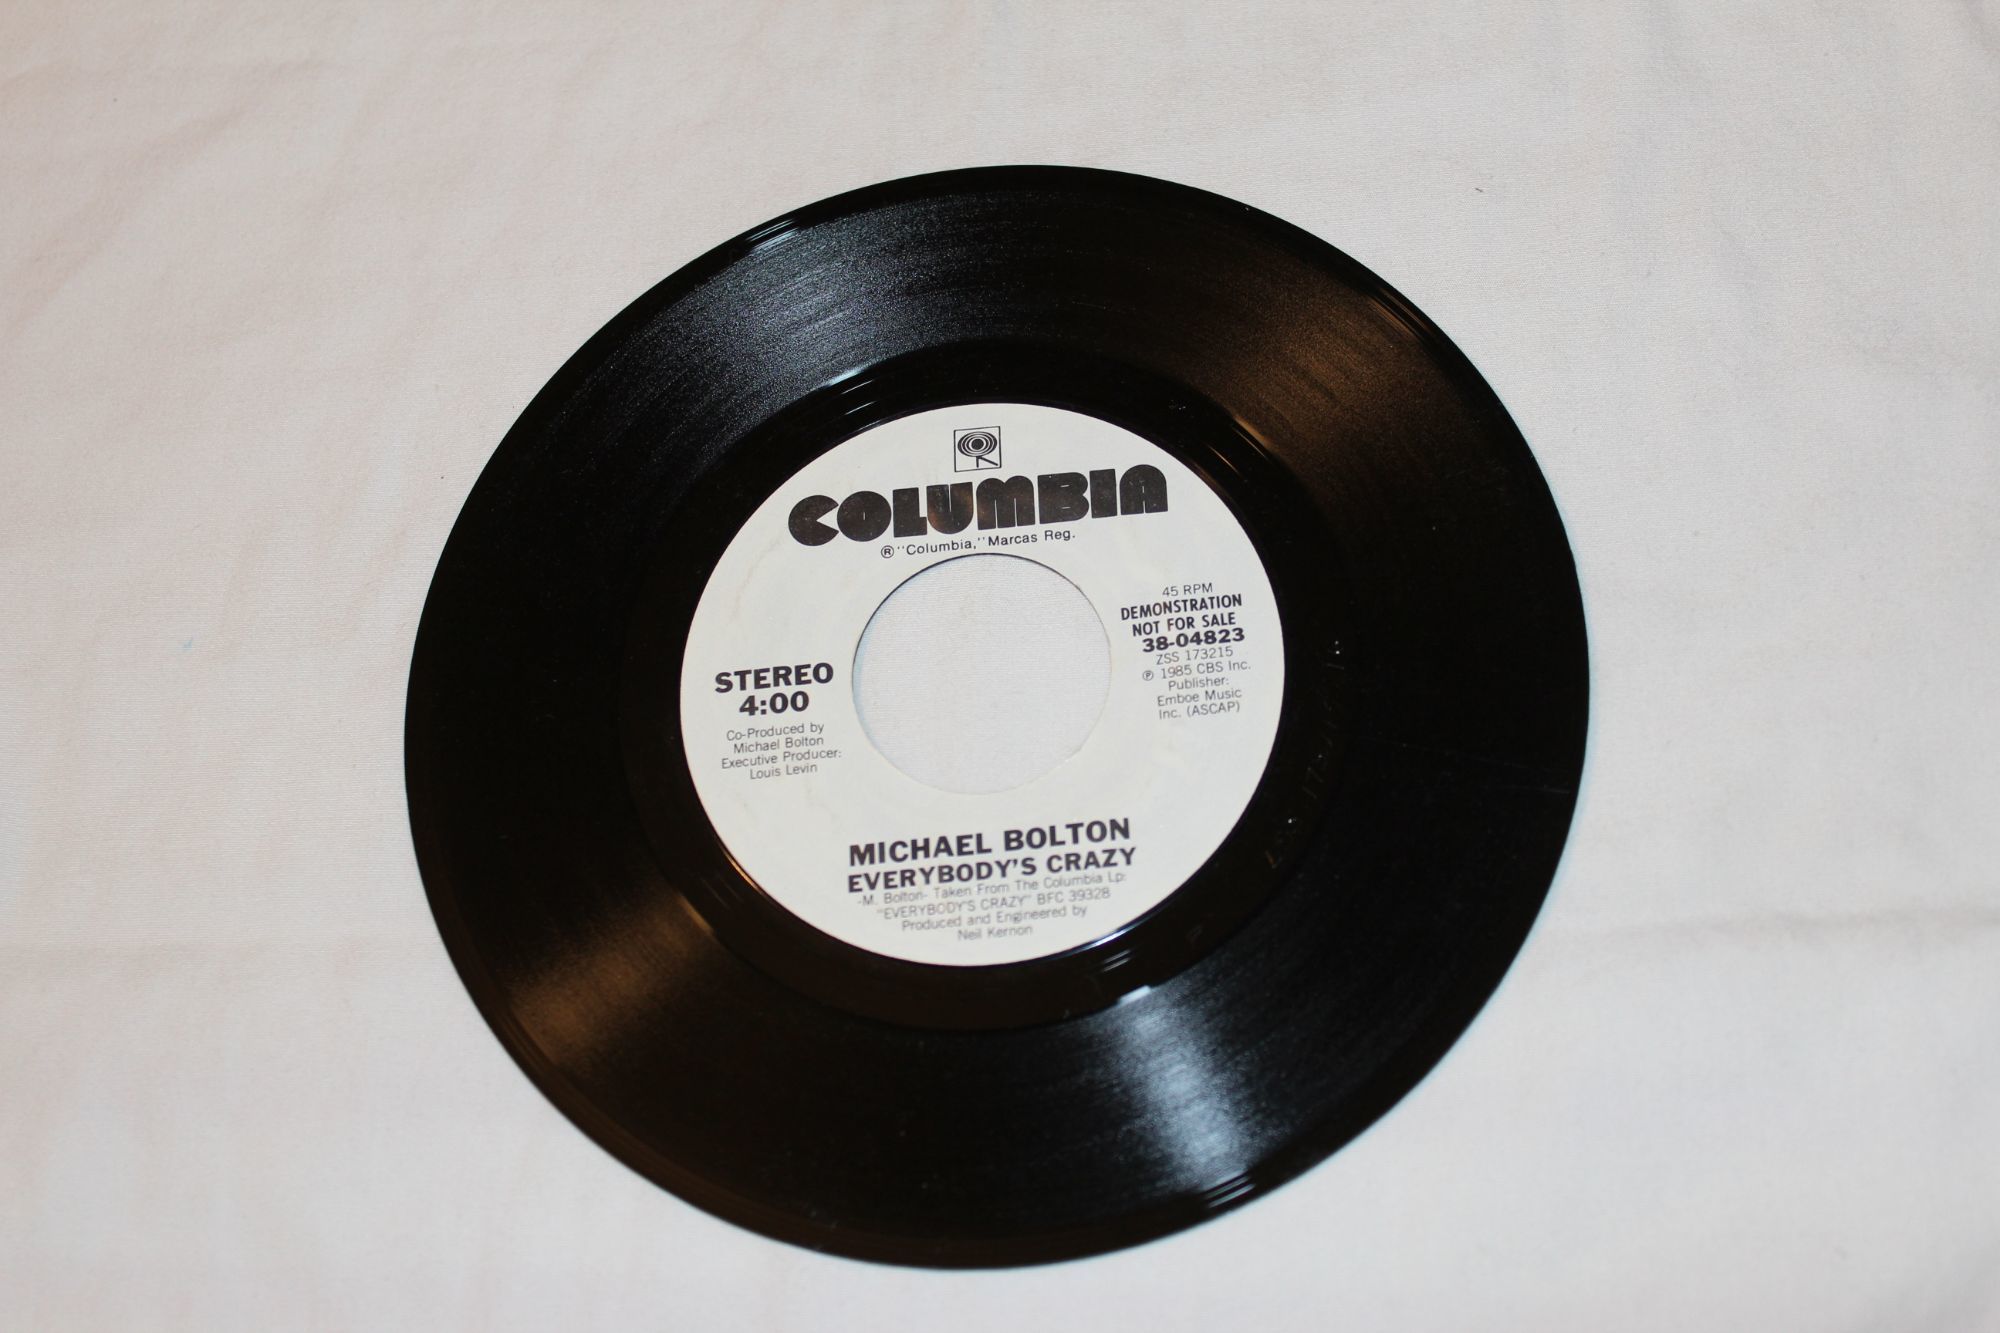 COLUMBIA
®"Columbia," Marcas Reg.
45 RPM
DEMONSTRATION
NOT FOR SALE
38-04823
ZSS 173215
℗ 1985 CBS Inc.
Publisher:
Emboe Music
Inc. (ASCAP)
STEREO
4:00
Co-Produced by
Michael Bolton
Executive Producer:
Louis Levin
MICHAEL BOLTON
EVERYBODY'S CRAZY
-M. Bolton- Taken From The Columbia Lp:
"EVERYBODY'S CRAZY" BFC 39328
Produced and Engineered by
Neil Kernon